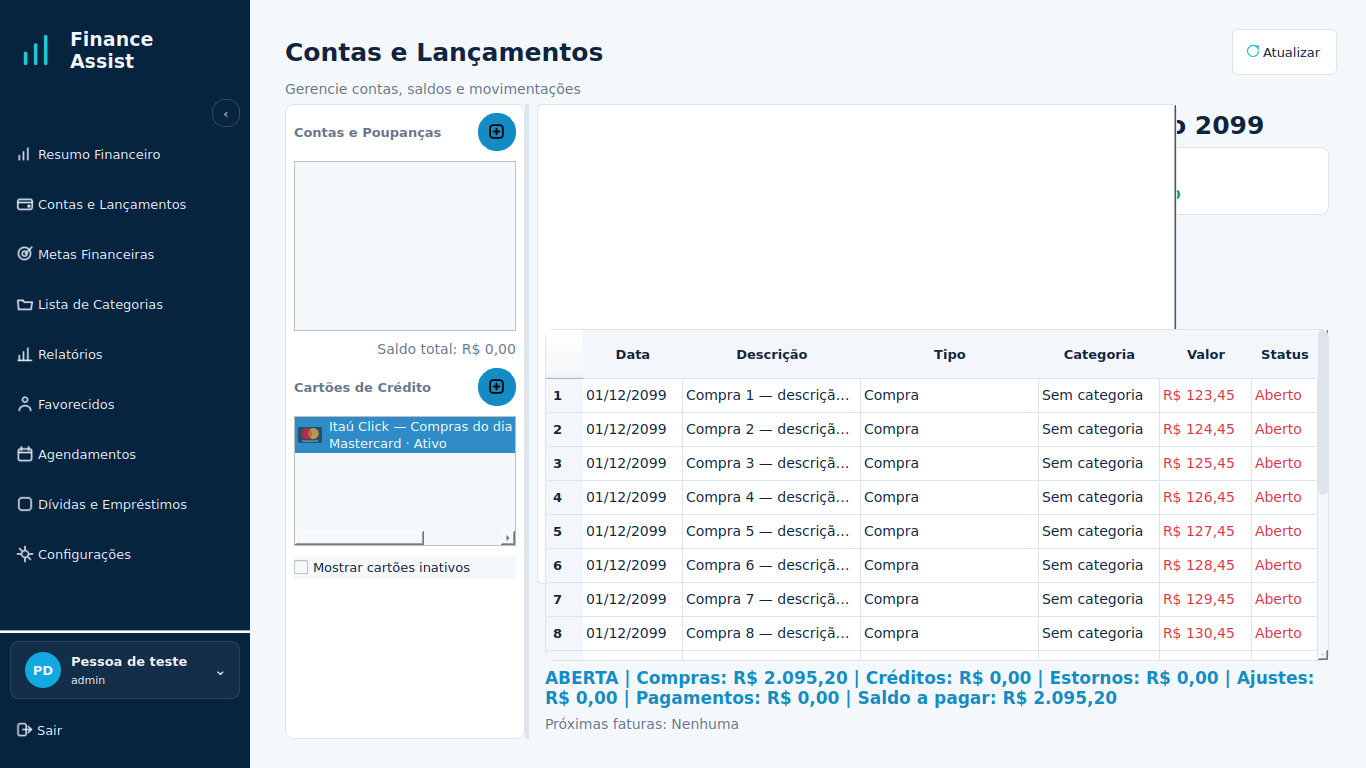 Finance
Assist
‹
Resumo Financeiro
Contas e Lançamentos
Metas Financeiras
Lista de Categorias
Relatórios
Favorecidos
Agendamentos
Dívidas e Empréstimos
Configurações
PD
Pessoa de teste
admin
Sair
Contas e Lançamentos
Gerencie contas, saldos e movimentações
Atualizar
Contas e Poupanças
Saldo total: R$ 0,00
Cartões de Crédito
Itaú Click — Compras do dia
Mastercard · Ativo
Mostrar cartões inativos
2099
Data Descrição Tipo Categoria Valor Status
1 01/12/2099 Compra 1 — descriçã... Compra Sem categoria R$ 123,45 Aberto
2 01/12/2099 Compra 2 — descriçã... Compra Sem categoria R$ 124,45 Aberto
3 01/12/2099 Compra 3 — descriçã... Compra Sem categoria R$ 125,45 Aberto
4 01/12/2099 Compra 4 — descriçã... Compra Sem categoria R$ 126,45 Aberto
5 01/12/2099 Compra 5 — descriçã... Compra Sem categoria R$ 127,45 Aberto
6 01/12/2099 Compra 6 — descriçã... Compra Sem categoria R$ 128,45 Aberto
7 01/12/2099 Compra 7 — descriçã... Compra Sem categoria R$ 129,45 Aberto
8 01/12/2099 Compra 8 — descriçã... Compra Sem categoria R$ 130,45 Aberto
ABERTA | Compras: R$ 2.095,20 | Créditos: R$ 0,00 | Estornos: R$ 0,00 | Ajustes:
R$ 0,00 | Pagamentos: R$ 0,00 | Saldo a pagar: R$ 2.095,20
Próximas faturas: Nenhuma